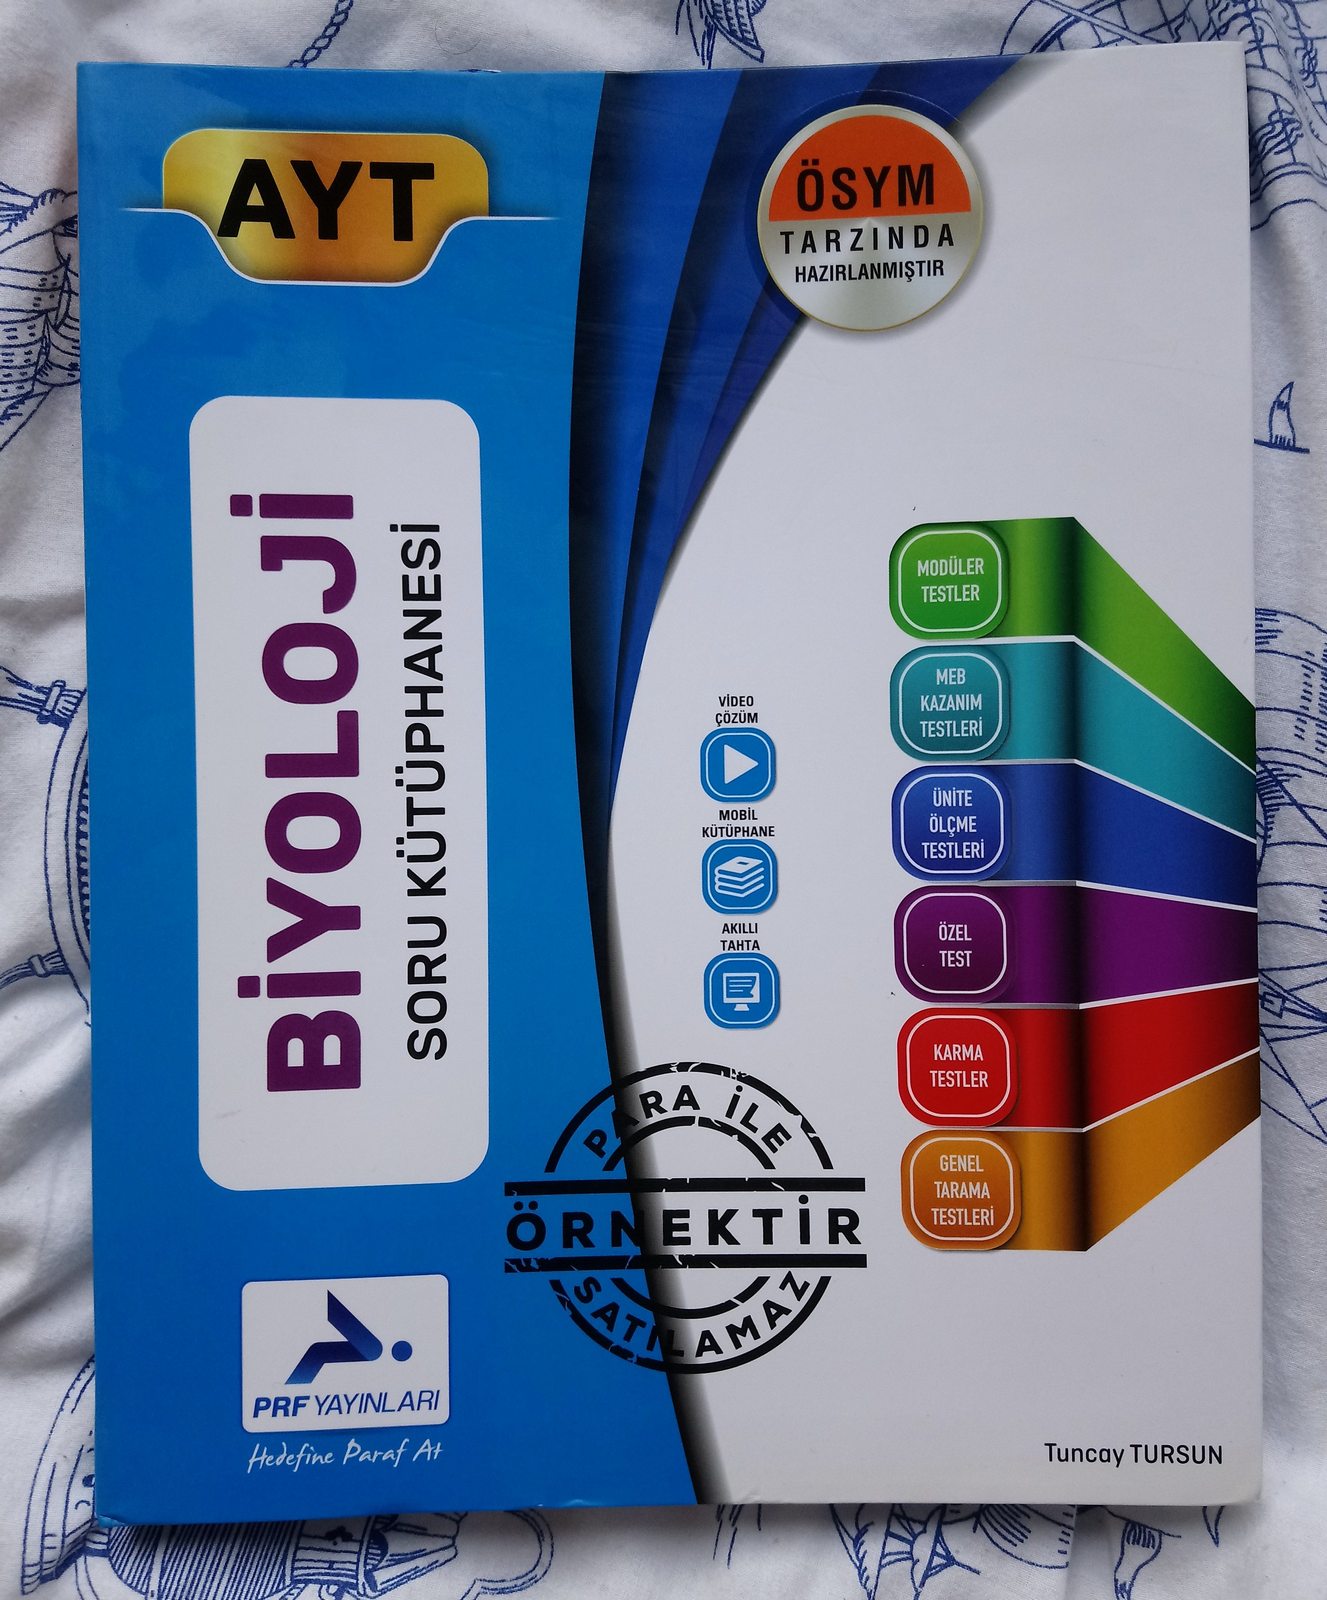 AYT
ÖSYM
TARZINDA
HAZIRLANMIŞTIR
BİYOLOJİ
SORU KÜTÜPHANESİ
VİDEO
ÇÖZÜM
MOBİL
KÜTÜPHANE
AKILLI
TAHTA
MODÜLER
TESTLER
MEB
KAZANIM
TESTLERİ
ÜNİTE
ÖLÇME
TESTLERİ
ÖZEL
TEST
KARMA
TESTLER
GENEL
TARAMA
TESTLERİ
PARA İLE
ÖRNEKTİR
SATILAMAZ
PRF YAYINLARI
Hedefine Paraf At
Tuncay TURSUN